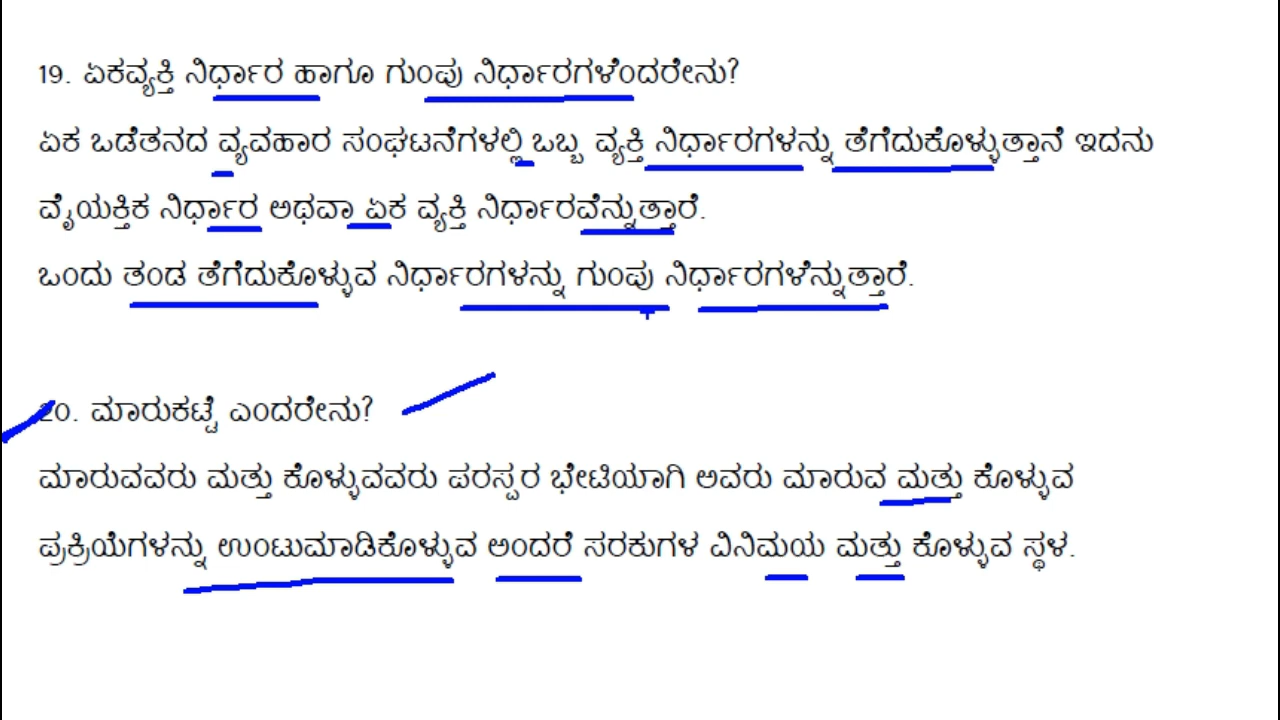 19. ಏಕವ್ಯಕ್ತಿ ನಿರ್ಧಾರ ಹಾಗೂ ಗುಂಪು ನಿರ್ಧಾರಗಳೆಂದರೇನು?
ಏಕ ಒಡೆತನದ ವ್ಯವಹಾರ ಸಂಘಟನೆಗಳಲ್ಲಿ ಒಬ್ಬ ವ್ಯಕ್ತಿ ನಿರ್ಧಾರಗಳನ್ನು ತೆಗೆದುಕೊಳ್ಳುತ್ತಾನೆ ಇದನು
ವೈಯಕ್ತಿಕ ನಿರ್ಧಾರ ಅಥವಾ ಏಕ ವ್ಯಕ್ತಿ ನಿರ್ಧಾರವೆನ್ನುತ್ತಾರೆ.
ಒಂದು ತಂಡ ತೆಗೆದುಕೊಳ್ಳುವ ನಿರ್ಧಾರಗಳನ್ನು ಗುಂಪು ನಿರ್ಧಾರಗಳೆನ್ನುತ್ತಾರೆ.
20. ಮಾರುಕಟ್ಟೆ ಎಂದರೇನು?
ಮಾರುವವರು ಮತ್ತು ಕೊಳ್ಳುವವರು ಪರಸ್ಪರ ಭೇಟಿಯಾಗಿ ಅವರು ಮಾರುವ ಮತ್ತು ಕೊಳ್ಳುವ
ಪ್ರಕ್ರಿಯೆಗಳನ್ನು ಉಂಟುಮಾಡಿಕೊಳ್ಳುವ ಅಂದರೆ ಸರಕುಗಳ ವಿನಿಮಯ ಮತ್ತು ಕೊಳ್ಳುವ ಸ್ಥಳ.